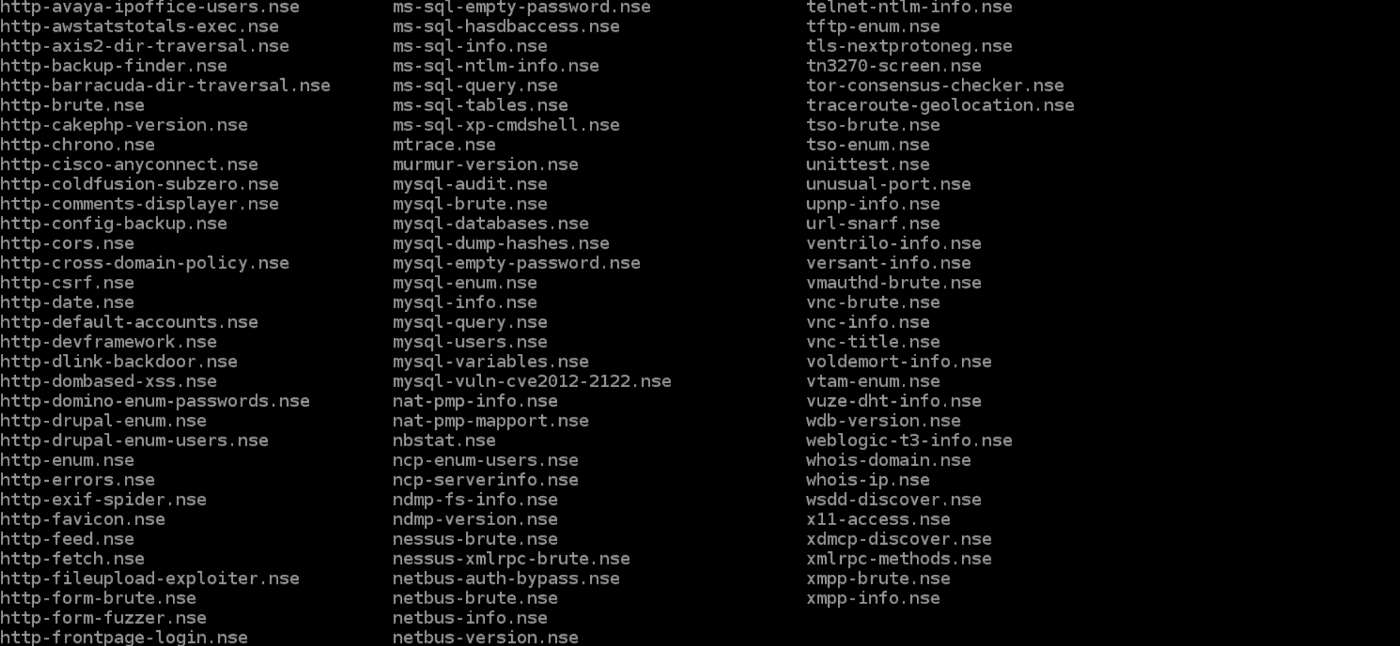 http-avaya-ipoffice-users.nse ms-sql-empty-password.nse telnet-ntlm-info.nse
http-awstatstotals-exec.nse ms-sql-hasdbaccess.nse tftp-enum.nse
http-axis2-dir-traversal.nse ms-sql-info.nse tls-nextprotoneg.nse
http-backup-finder.nse ms-sql-ntlm-info.nse tn3270-screen.nse
http-barracuda-dir-traversal.nse ms-sql-query.nse tor-consensus-checker.nse
http-brute.nse ms-sql-tables.nse traceroute-geolocation.nse
http-cakephp-version.nse ms-sql-xp-cmdshell.nse tso-brute.nse
http-chrono.nse mtrace.nse tso-enum.nse
http-cisco-anyconnect.nse murmur-version.nse unittest.nse
http-coldfusion-subzero.nse mysql-audit.nse unusual-port.nse
http-comments-displayer.nse mysql-brute.nse upnp-info.nse
http-config-backup.nse mysql-databases.nse url-snarf.nse
http-cors.nse mysql-dump-hashes.nse ventrilo-info.nse
http-cross-domain-policy.nse mysql-empty-password.nse versant-info.nse
http-csrf.nse mysql-enum.nse vmauthd-brute.nse
http-date.nse mysql-info.nse vnc-brute.nse
http-default-accounts.nse mysql-query.nse vnc-info.nse
http-devframework.nse mysql-users.nse vnc-title.nse
http-dlink-backdoor.nse mysql-variables.nse voldemort-info.nse
http-dombased-xss.nse mysql-vuln-cve2012-2122.nse vtam-enum.nse
http-domino-enum-passwords.nse nat-pmp-info.nse vuze-dht-info.nse
http-drupal-enum.nse nat-pmp-mapport.nse wdb-version.nse
http-drupal-enum-users.nse nbstat.nse weblogic-t3-info.nse
http-enum.nse ncp-enum-users.nse whois-domain.nse
http-errors.nse ncp-serverinfo.nse whois-ip.nse
http-exif-spider.nse ndmp-fs-info.nse wsdd-discover.nse
http-favicon.nse ndmp-version.nse x11-access.nse
http-feed.nse nessus-brute.nse xdmcp-discover.nse
http-fetch.nse nessus-xmlrpc-brute.nse xmlrpc-methods.nse
http-fileupload-exploiter.nse netbus-auth-bypass.nse xmpp-brute.nse
http-form-brute.nse netbus-brute.nse xmpp-info.nse
http-form-fuzzer.nse netbus-info.nse
http-frontpage-login.nse netbus-version.nse